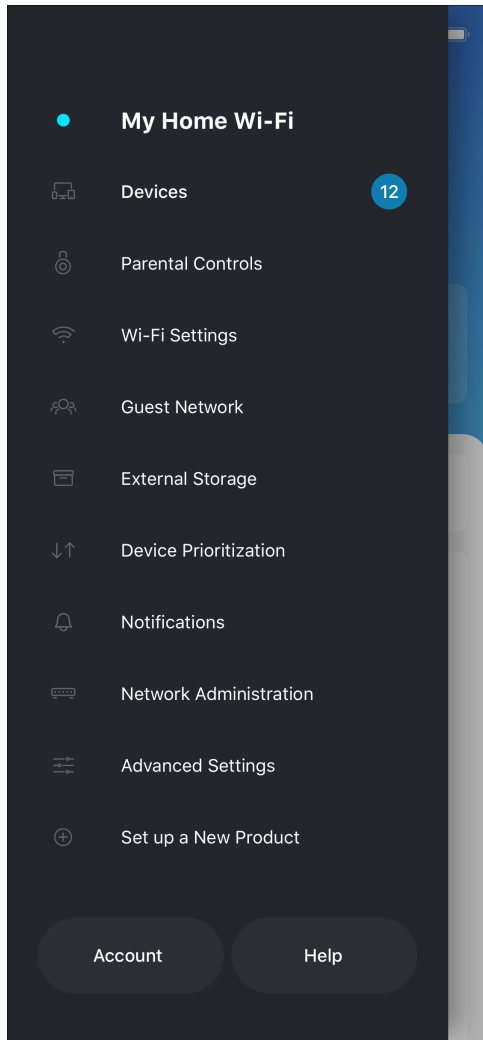 My Home Wi-Fi
Devices 12
Parental Controls
Wi-Fi Settings
Guest Network
External Storage
Device Prioritization
Notifications
Network Administration
Advanced Settings
Set up a New Product
Account Help